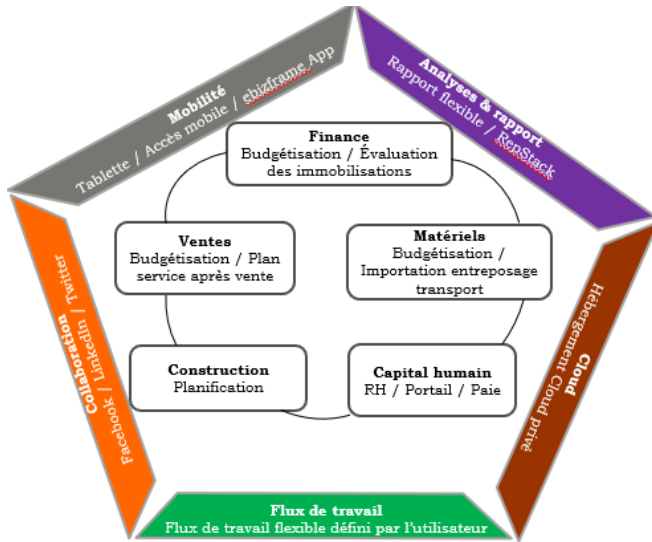 Mobilité
Tablette / Accès mobile / ebizframe App
Analyses & rapport
Rapport flexible / RepStack
Finance
Budgétisation / Évaluation
des immobilisations
Ventes
Budgétisation / Plan
service après vente
Matériels
Budgétisation /
Importation entreposage
transport
Construction
Planification
Capital humain
RH / Portail / Paie
Collaboration
Facebook / LinkedIn / Twitter
Cloud
Hébergement Cloud privé
Flux de travail
Flux de travail flexible défini par l'utilisateur